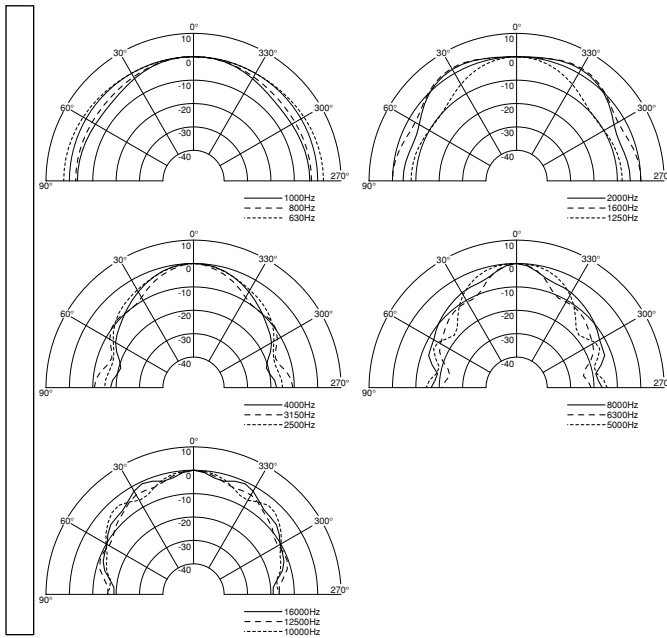 0°
10
30° 330°
0
60° -10 300°
-20
-30
-40
90° 270°
1000Hz
800Hz
630Hz
0°
10
30° 330°
0
60° -10 300°
-20
-30
-40
90° 270°
2000Hz
1600Hz
1250Hz
0°
10
30° 330°
0
60° -10 300°
-20
-30
-40
90° 270°
4000Hz
3150Hz
2500Hz
0°
10
30° 330°
0
60° -10 300°
-20
-30
-40
90° 270°
8000Hz
6300Hz
5000Hz
0°
10
30° 330°
0
60° -10 300°
-20
-30
-40
90° 270°
16000Hz
12500Hz
10000Hz